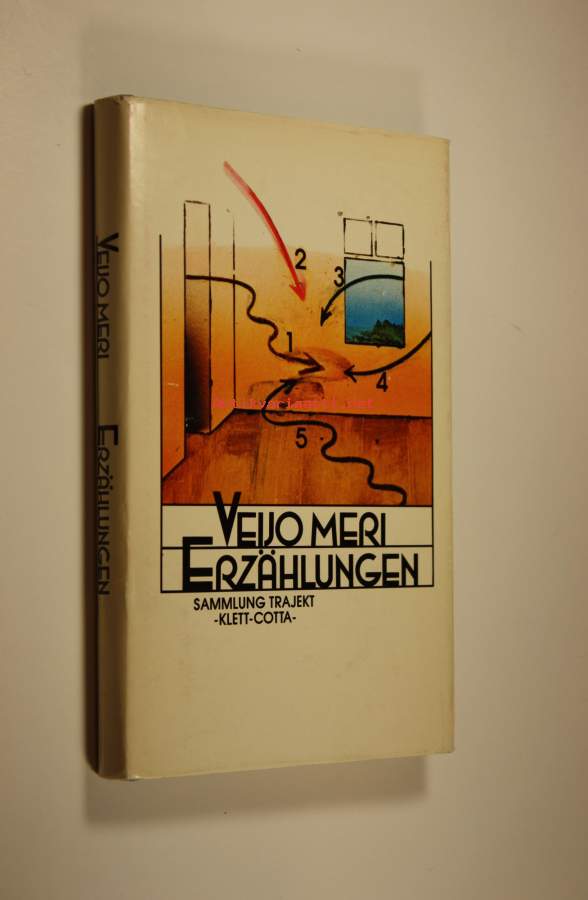 VEIJO MERI ERZÄHLUNGEN
2
3
1
4
5
VEIJO MERI
ERZÄHLUNGEN
SAMMLUNG TRAJEKT
-KLETT-COTTA-